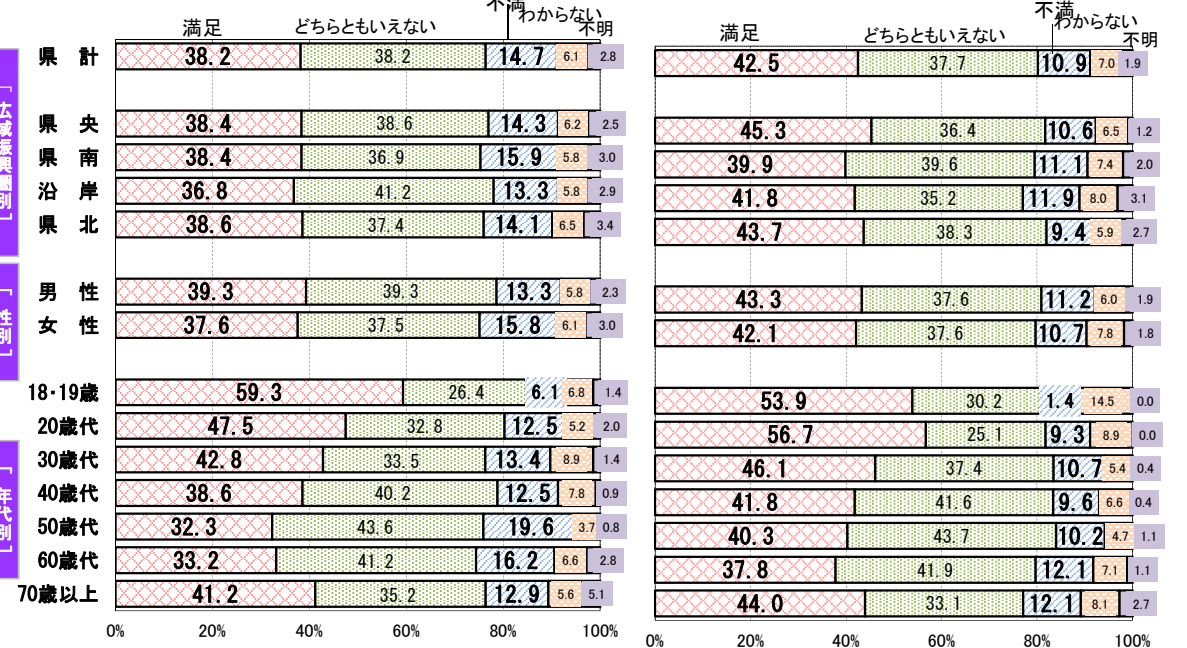 不満
わからない
満足 どちらともいえない 不明
県 計 38.2 38.2 14.7 6.1 2.8
県 央 38.4 38.6 14.3 6.2 2.5
県 南 38.4 36.9 15.9 5.8 3.0
沿 岸 36.8 41.2 13.3 5.8 2.9
県 北 38.6 37.4 14.1 6.5 3.4
男 性 39.3 39.3 13.3 5.8 2.3
女 性 37.6 37.5 15.8 6.1 3.0
18・19歳 59.3 26.4 6.1 6.8 1.4
20歳代 47.5 32.8 12.5 5.2 2.0
30歳代 42.8 33.5 13.4 8.9 1.4
40歳代 38.6 40.2 12.5 7.8 0.9
50歳代 32.3 43.6 19.6 3.7 0.8
60歳代 33.2 41.2 16.2 6.6 2.8
70歳以上 41.2 35.2 12.9 5.6 5.1
0% 20% 40% 60% 80% 100%
不満
わからない
満足 どちらともいえない 不明
42.5 37.7 10.9 7.0 1.9
45.3 36.4 10.6 6.5 1.2
39.9 39.6 11.1 7.4 2.0
41.8 35.2 11.9 8.0 3.1
43.7 38.3 9.4 5.9 2.7
43.3 37.6 11.2 6.0 1.9
42.1 37.6 10.7 7.8 1.8
53.9 30.2 1.4 14.5 0.0
56.7 25.1 9.3 8.9 0.0
46.1 37.4 10.7 5.4 0.4
41.8 41.6 9.6 6.6 0.4
40.3 43.7 10.2 4.7 1.1
37.8 41.9 12.1 7.1 1.1
44.0 33.1 12.1 8.1 2.7
0% 20% 40% 60% 80% 100%
「広域振興圏別」
「性別」
「年代別」